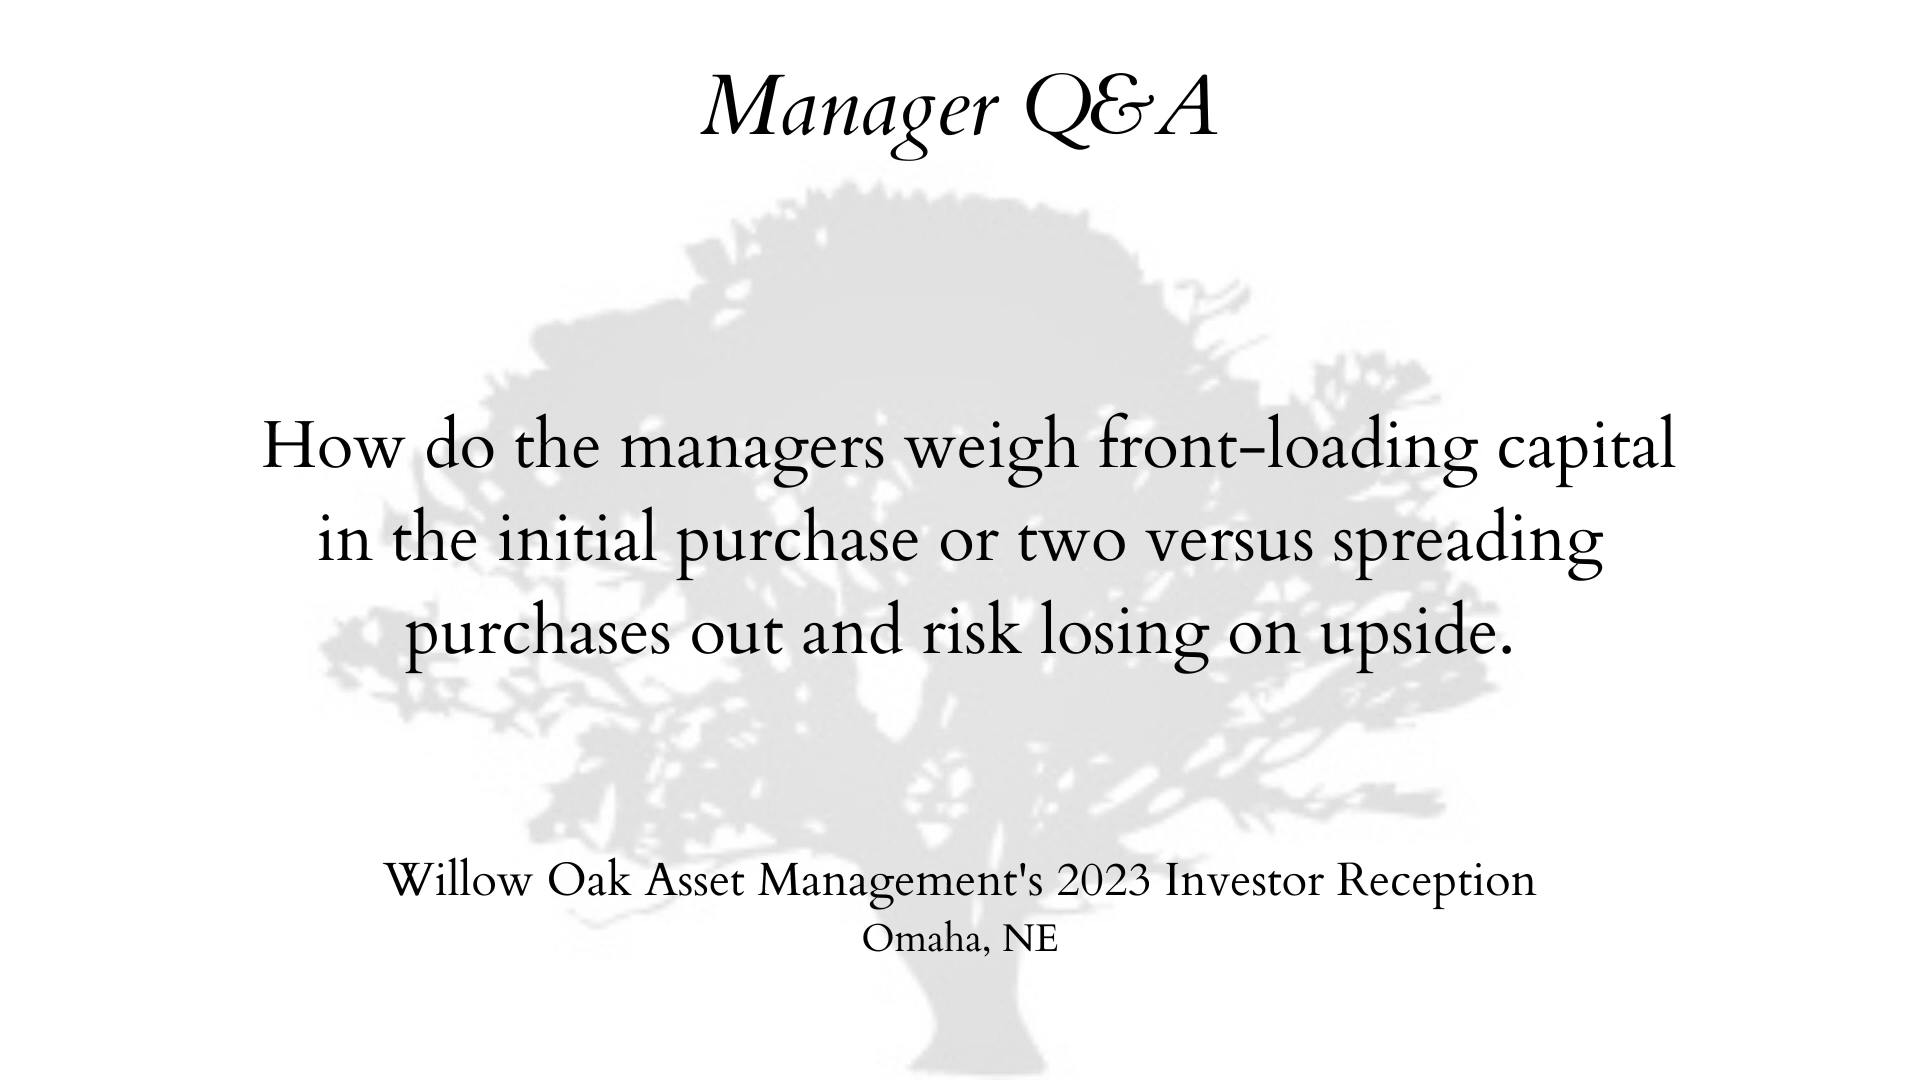 Manager Q&A
How do the managers weigh front-loading capital
in the initial purchase or two versus spreading
purchases out and risk losing on upside.
Willow Oak Asset Management's 2023 Investor Reception
Omaha, NE